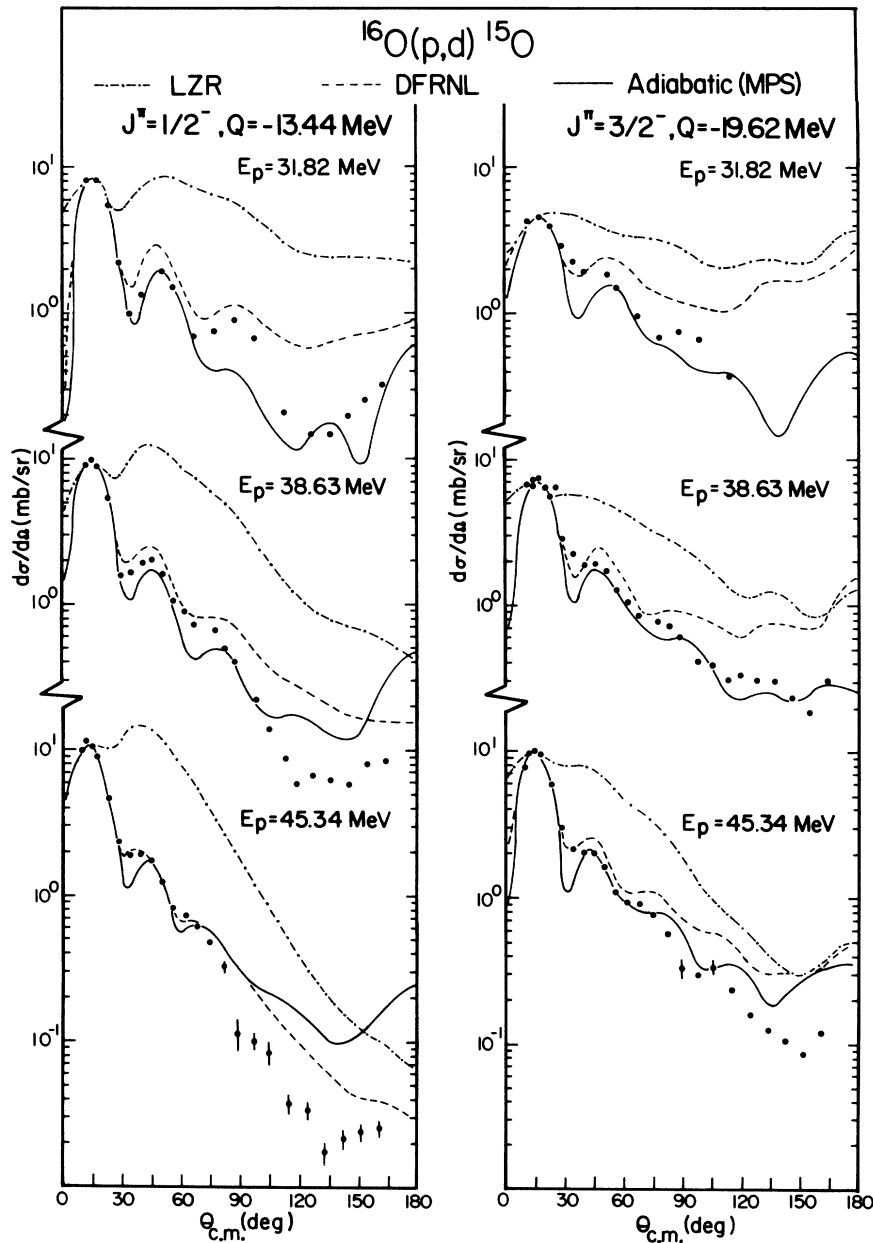 ¹⁶O(p,d) ¹⁵O
LZR
DFRNL
Adiabatic (MPS)
J^π = 1/2⁻, Q = -13.44 MeV
J^π = 3/2⁻, Q = -19.62 MeV
Eₚ = 31.82 MeV
Eₚ = 31.82 MeV
10¹
10⁰
10¹
10⁰
dσ/dΩ (mb/sr)
dσ/dΩ (mb/sr)
Eₚ = 38.63 MeV
Eₚ = 38.63 MeV
10¹
10⁰
10¹
10⁰
Eₚ = 45.34 MeV
Eₚ = 45.34 MeV
10¹
10⁰
10⁻¹
10¹
10⁰
10⁻¹
0 30 60 90 120 150 180
0 30 60 90 120 150 180
Θc.m. (deg)
Θc.m. (deg)